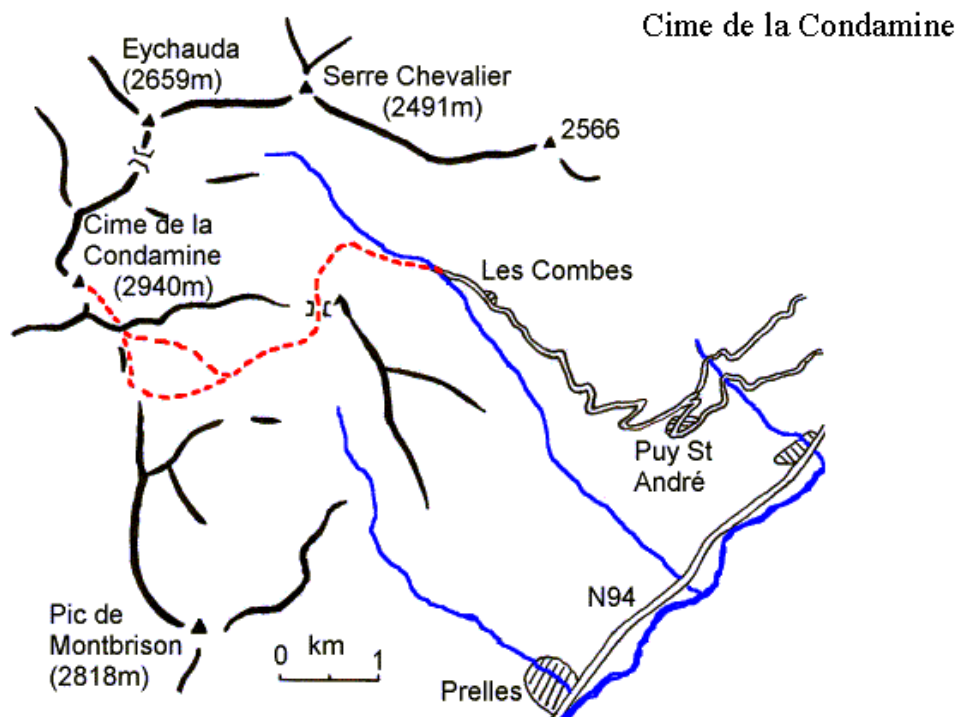 Cime de la Condamine
Eychauda
(2659m)
Serre Chevalier
(2491m)
2566
Cime de la
Condamine
(2940m)
Les Combes
Puy St
André
N94
Pic de
Montbrison
(2818m)
km
0 1
Prelles